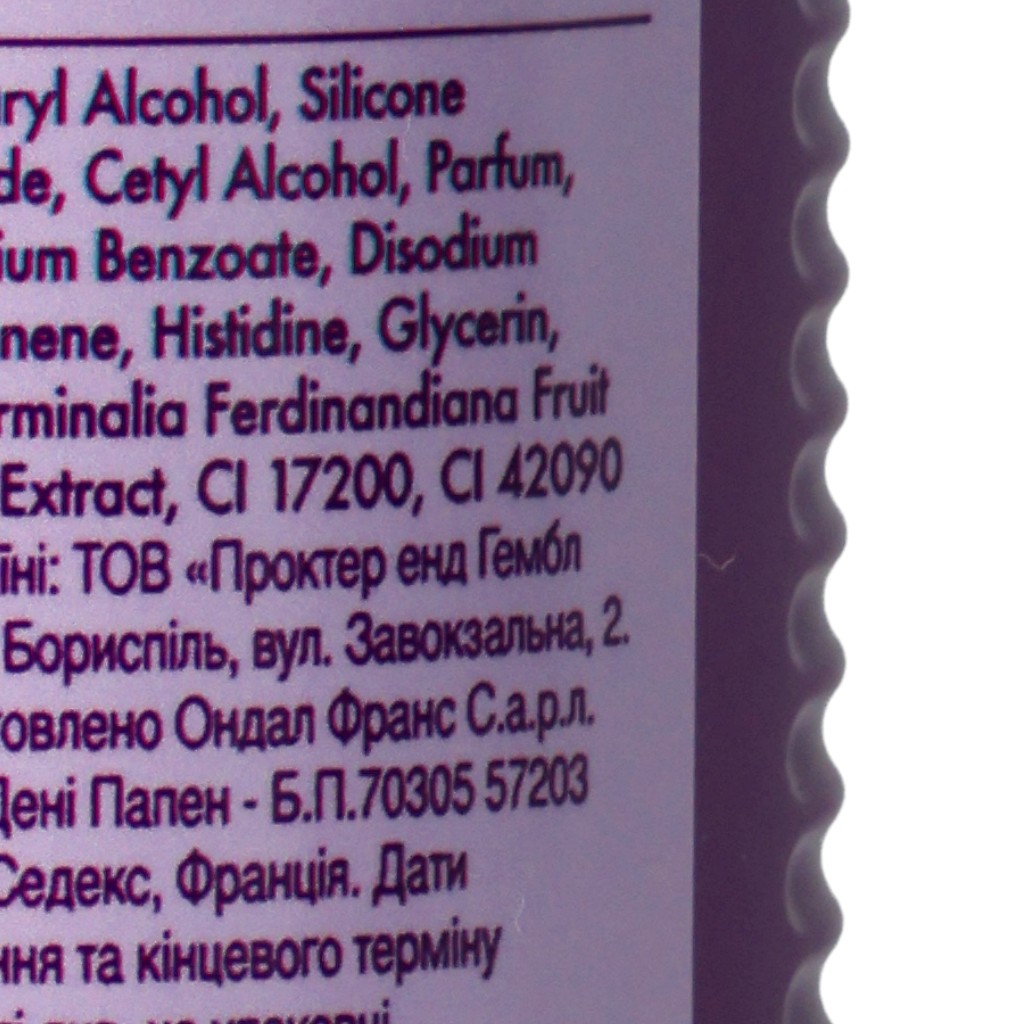 aryl Alcohol, Silicone
de, Cetyl Alcohol, Parfum,
ium Benzoate, Disodium
nene, Histidine, Glycerin,
rminalia Ferdinandiana Fruit
Extract, CI 17200, CI 42090
їні: ТОВ «Проктер енд Гембл
Бориспіль, вул. Завокзальна, 2.
товлено Ондал Франс С.а.р.л.
Дені Папен - Б.П.70305 57203
Седекс, Франція. Дати
ння та кінцевого терміну